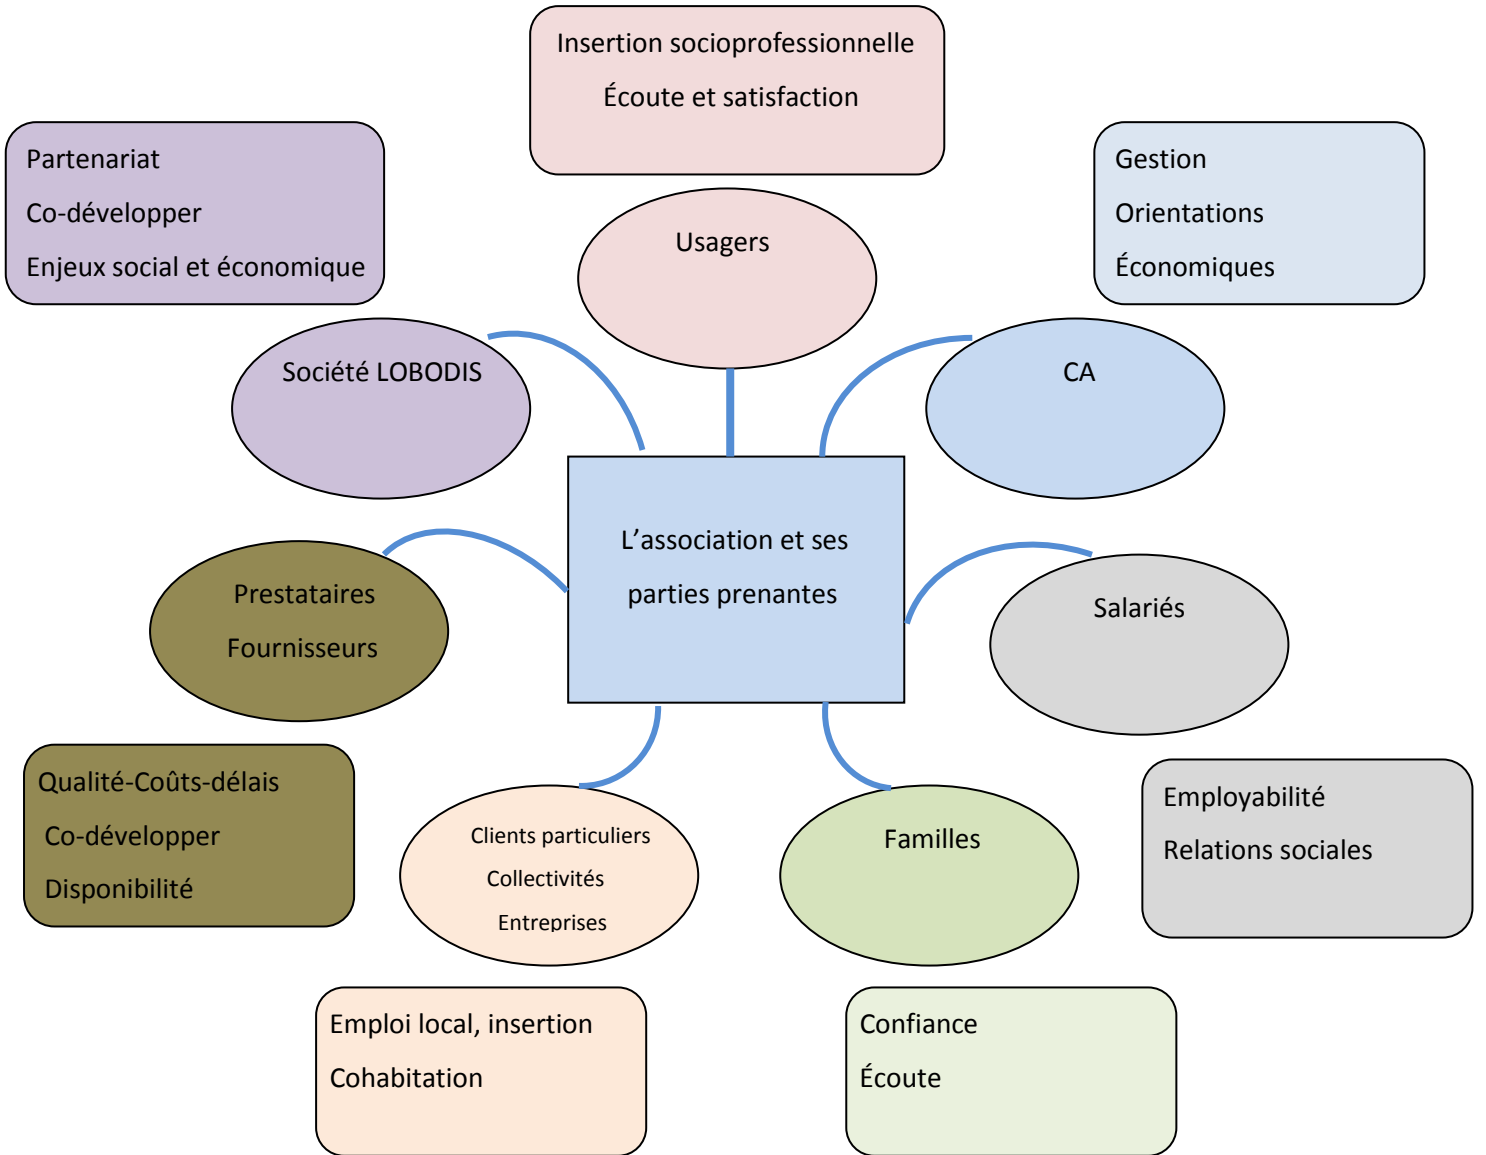 Insertion socioprofessionnelle
Écoute et satisfaction
Partenariat
Co-développer
Enjeux social et économique
Gestion
Orientations
Économiques
Usagers
Société LOBODIS
CA
L’association et ses
parties prenantes
Prestataires
Fournisseurs
Salariés
Qualité-Coûts-délais
Co-développer
Disponibilité
Clients particuliers
Collectivités
Entreprises
Familles
Employabilité
Relations sociales
Emploi local, insertion
Cohabitation
Confiance
Écoute